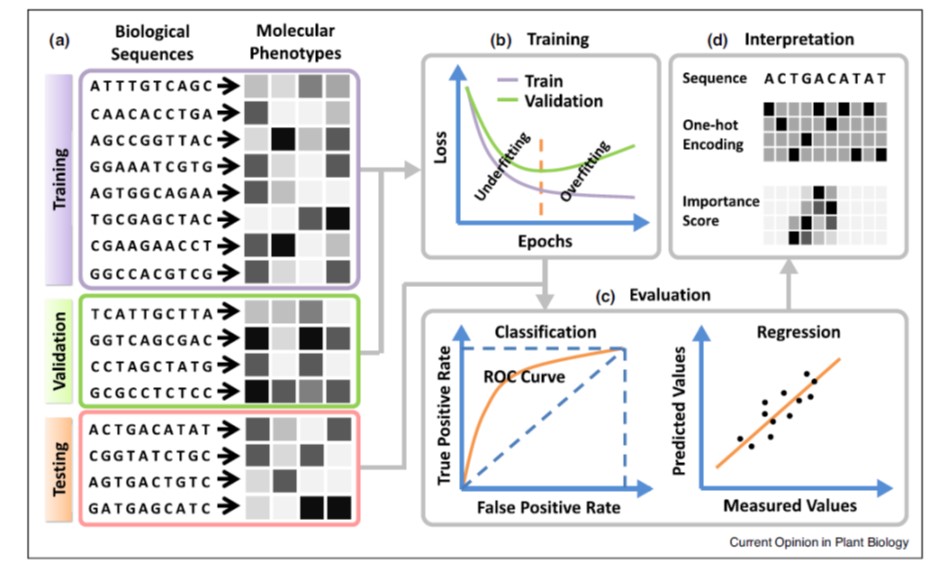 (a)
Biological
Sequences
Molecular
Phenotypes
Training
ATTTGTCAGC
CAACACCTGA
AGCCGGTTAC
GGAAATCGTG
AGTGGCAGAA
TGCGAGCTAC
CGAAGAACCT
GGCCACGTCG
Validation
TCATTGCTTA
GGTCAGCGAC
CCTAGCTATG
GCGCCTCTCC
Testing
ACTGACATAT
CGGTATCTGC
AGTGACTGTC
GATGAGCATC
(b) Training
Loss
Train
Validation
Underfitting
Overfitting
Epochs
(d) Interpretation
Sequence ACTGACATAT
One-hot
Encoding
Importance
Score
(c) Evaluation
Classification
True Positive Rate
ROC Curve
False Positive Rate
Regression
Predicted Values
Measured Values
Current Opinion in Plant Biology